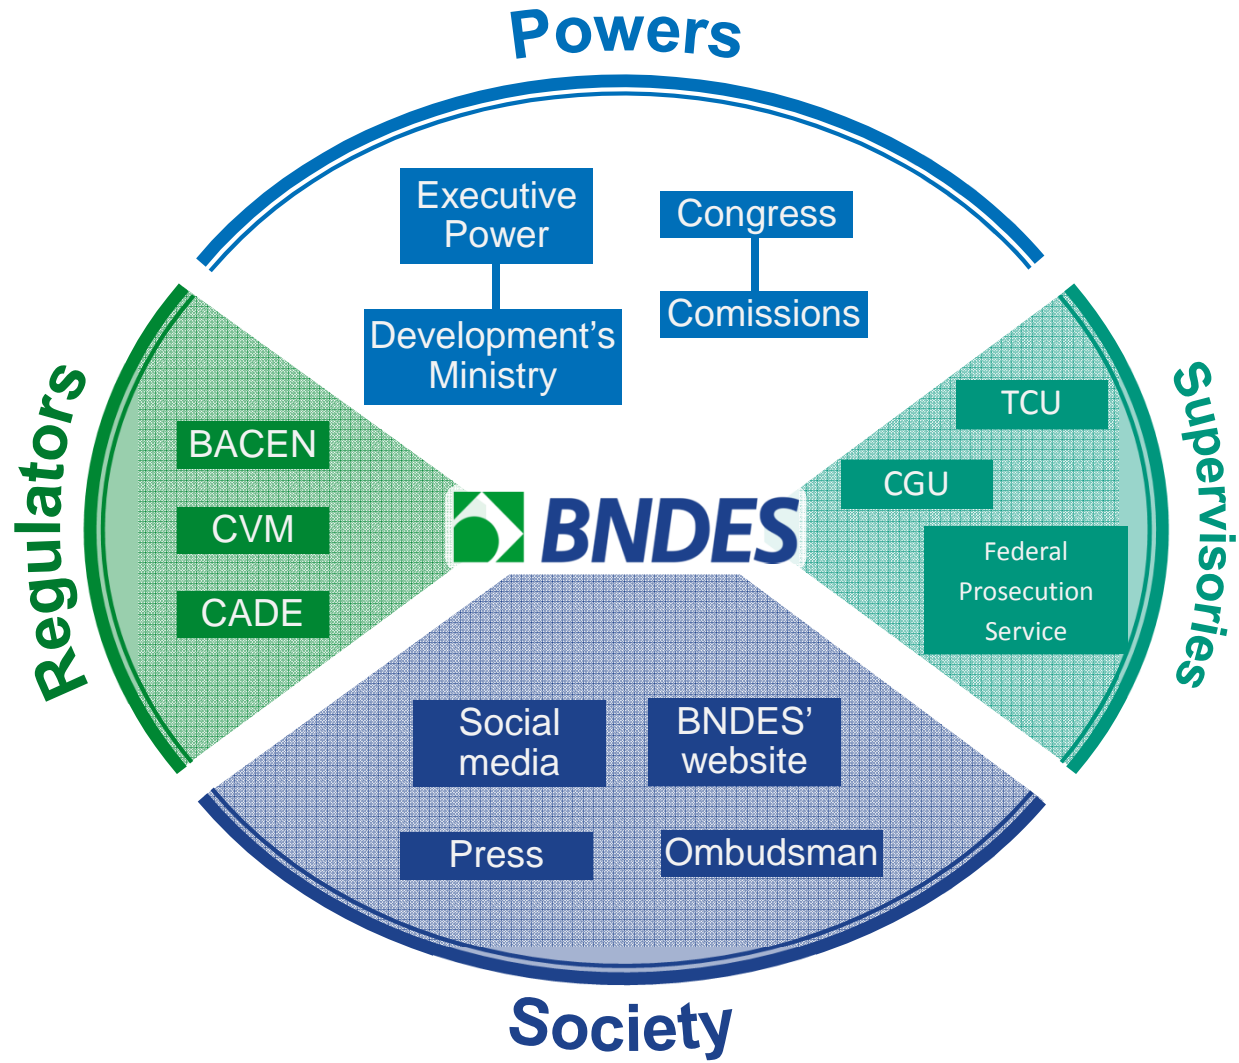 Powers
Executive
Power
Congress
Development's
Ministry
Comissions
Regulators
BACEN
CVM
CADE
BNDES
Supervisories
TCU
CGU
Federal
Prosecution
Service
Social
media
BNDES'
website
Press
Ombudsman
Society